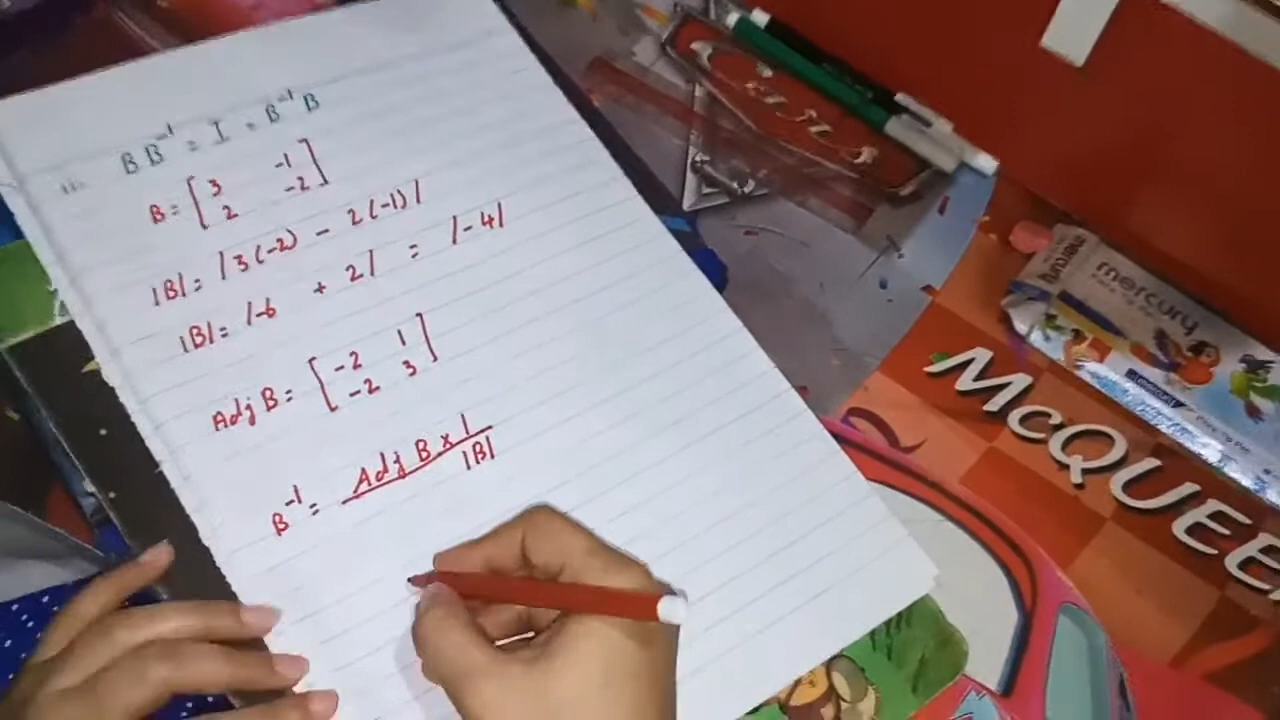 BB⁻¹ = I = B⁻¹B
B = [3 -1
2 -2]
|B| = |3(-2) - 2(-1)|
|B| = |-6 + 2| = |-4|
Adj B = [-2 1
-2 3]
B⁻¹ = Adj B × 1
|B|
mercury
McQUEE